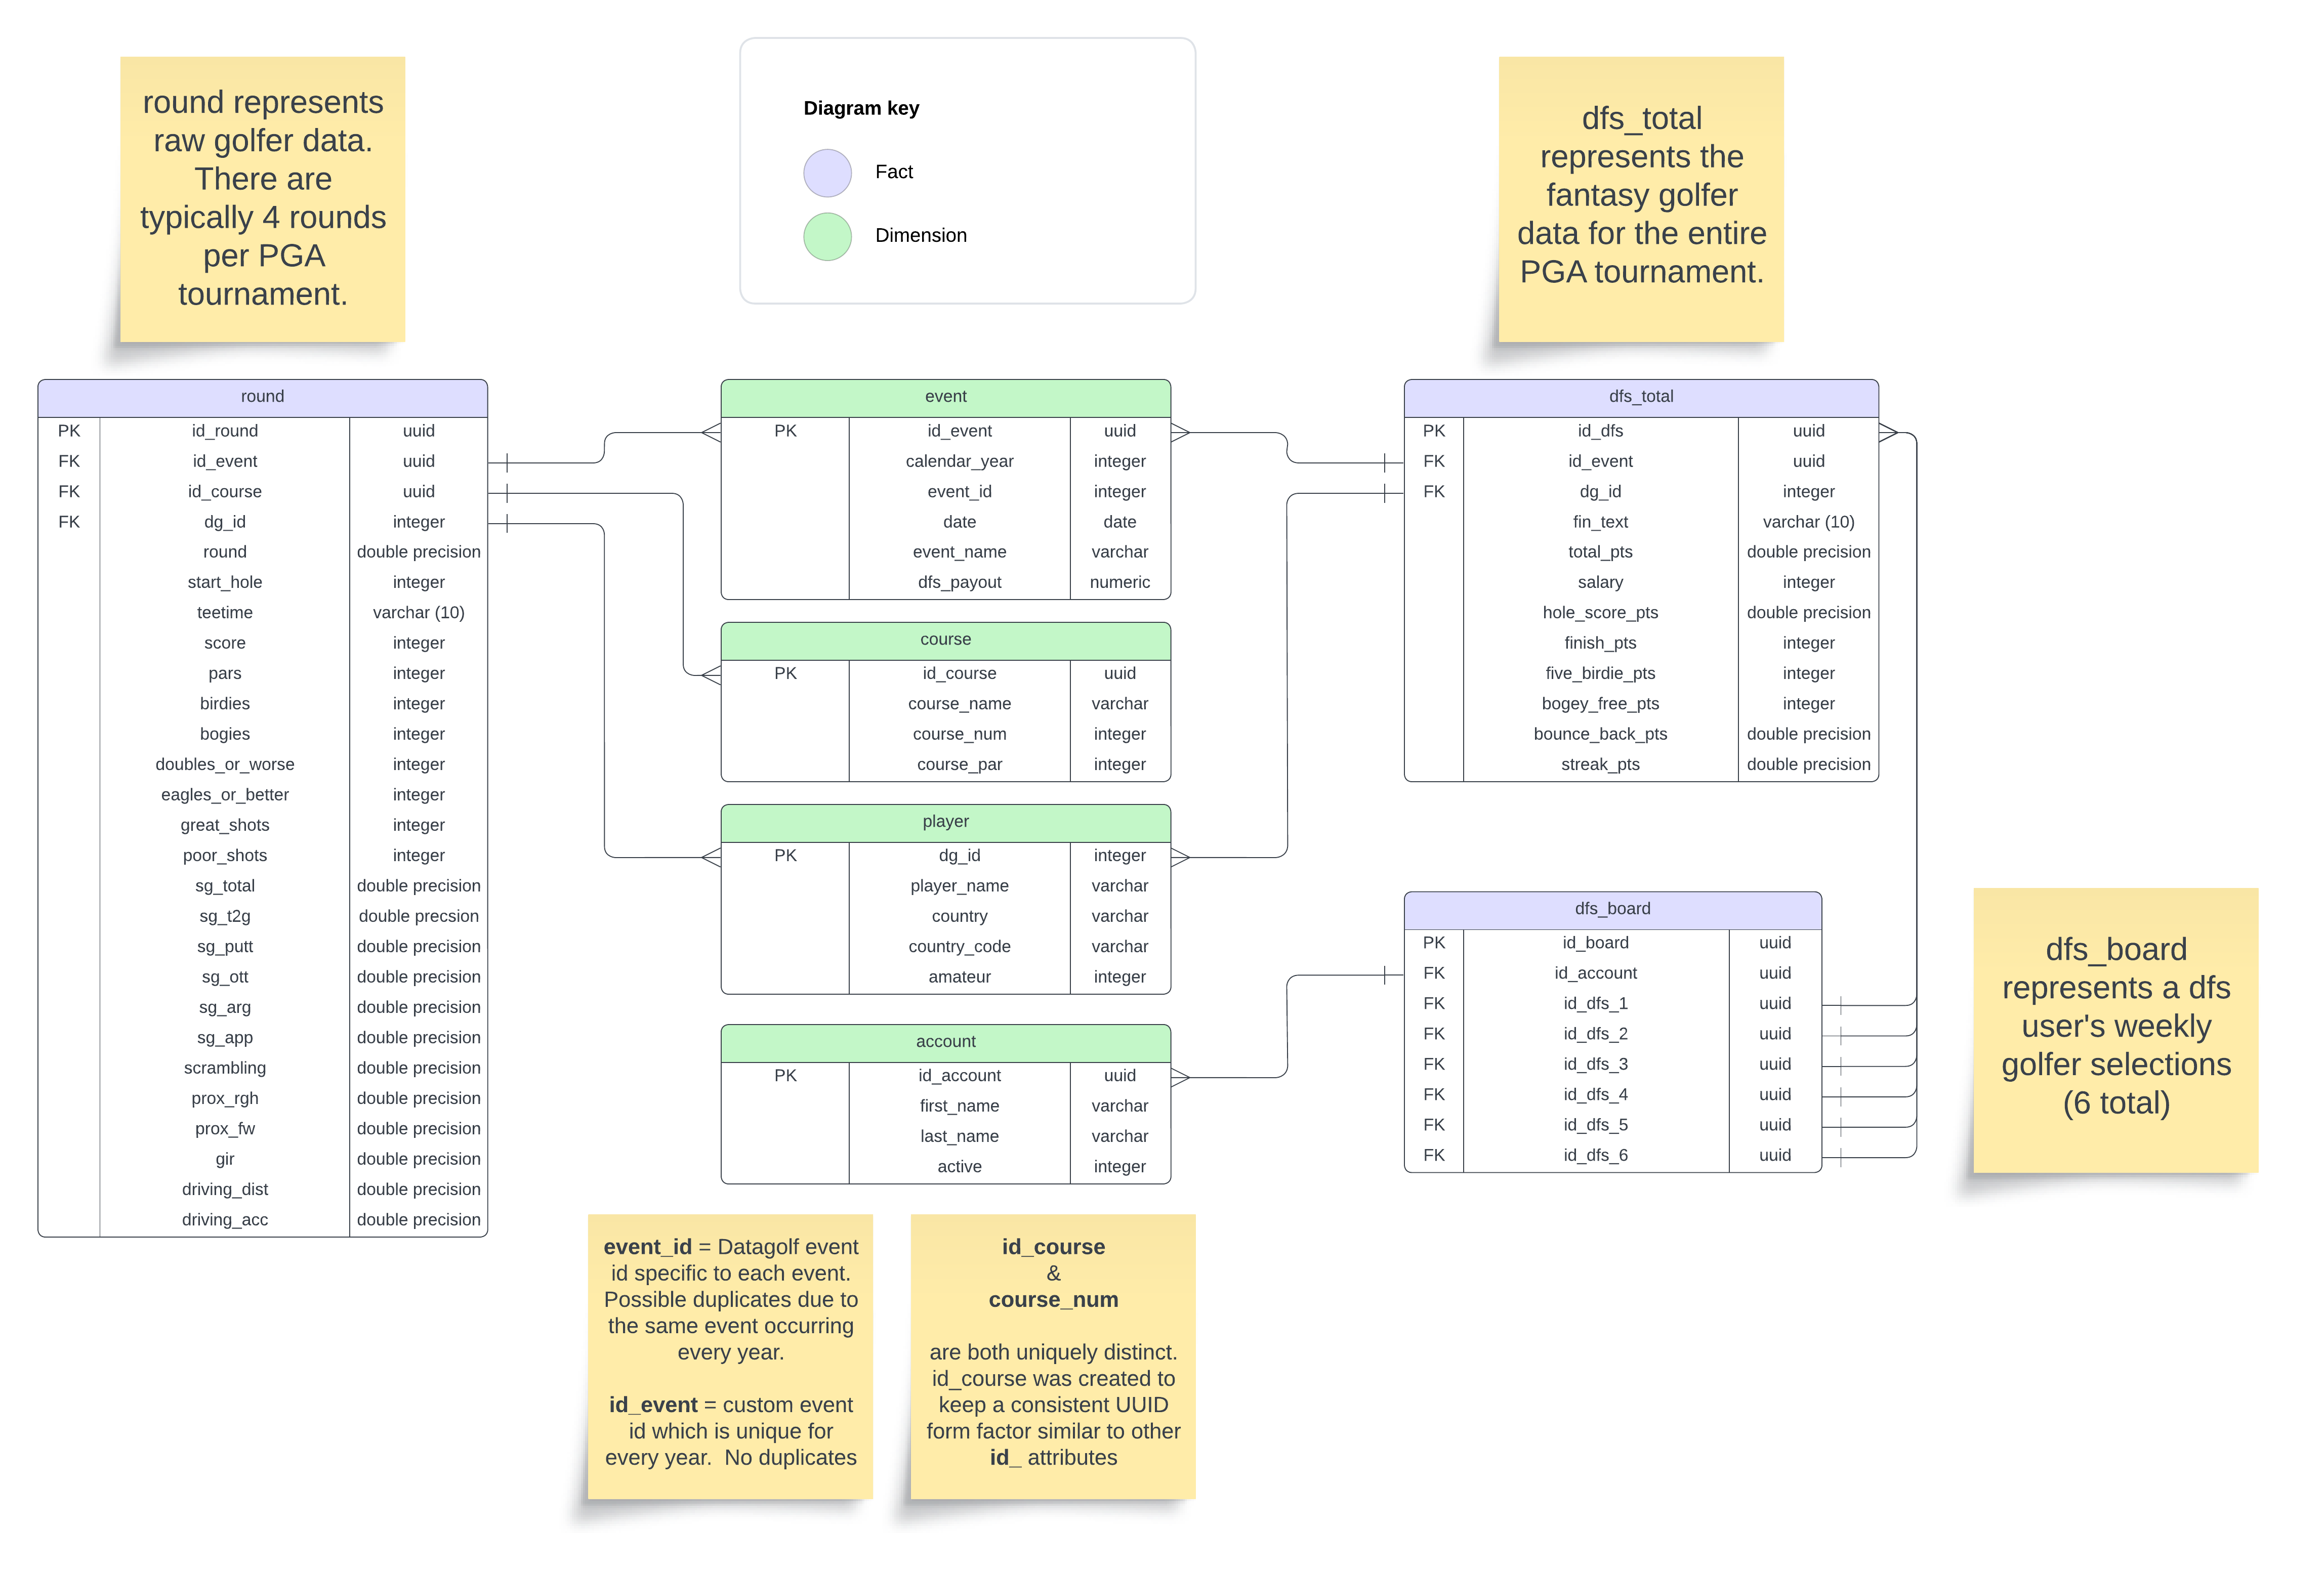 round represents
raw golfer data.
There are
typically 4 rounds
per PGA
tournament.
Diagram key
Fact
Dimension
dfs_total
represents the
fantasy golfer
data for the entire
PGA tournament.
round
PK id_round uuid
FK id_event uuid
FK id_course uuid
FK dg_id integer
round double precision
start_hole integer
teetime varchar (10)
score integer
pars integer
birdies integer
bogies integer
doubles_or_worse integer
eagles_or_better integer
great_shots integer
poor_shots integer
sg_total double precision
sg_t2g double precsion
sg_putt double precision
sg_ott double precision
sg_arg double precision
sg_app double precision
scrambling double precision
prox_rgh double precision
prox_fw double precision
gir double precision
driving_dist double precision
driving_acc double precision
event
PK id_event uuid
calendar_year integer
event_id integer
date date
event_name varchar
dfs_payout numeric
course
PK id_course uuid
course_name varchar
course_num integer
course_par integer
player
PK dg_id integer
player_name varchar
country varchar
country_code varchar
amateur integer
account
PK id_account uuid
first_name varchar
last_name varchar
active integer
dfs_total
PK id_dfs uuid
FK id_event uuid
FK dg_id integer
fin_text varchar (10)
total_pts double precision
salary integer
hole_score_pts double precision
finish_pts integer
five_birdie_pts integer
bogey_free_pts integer
bounce_back_pts double precision
streak_pts double precision
dfs_board
PK id_board uuid
FK id_account uuid
FK id_dfs_1 uuid
FK id_dfs_2 uuid
FK id_dfs_3 uuid
FK id_dfs_4 uuid
FK id_dfs_5 uuid
FK id_dfs_6 uuid
dfs_board
represents a dfs
user's weekly
golfer selections
(6 total)
event_id = Datagolf event
id specific to each event.
Possible duplicates due to
the same event occurring
every year.
id_event = custom event
id which is unique for
every year. No duplicates
id_course
&
course_num
are both uniquely distinct.
id_course was created to
keep a consistent UUID
form factor similar to other
id_ attributes